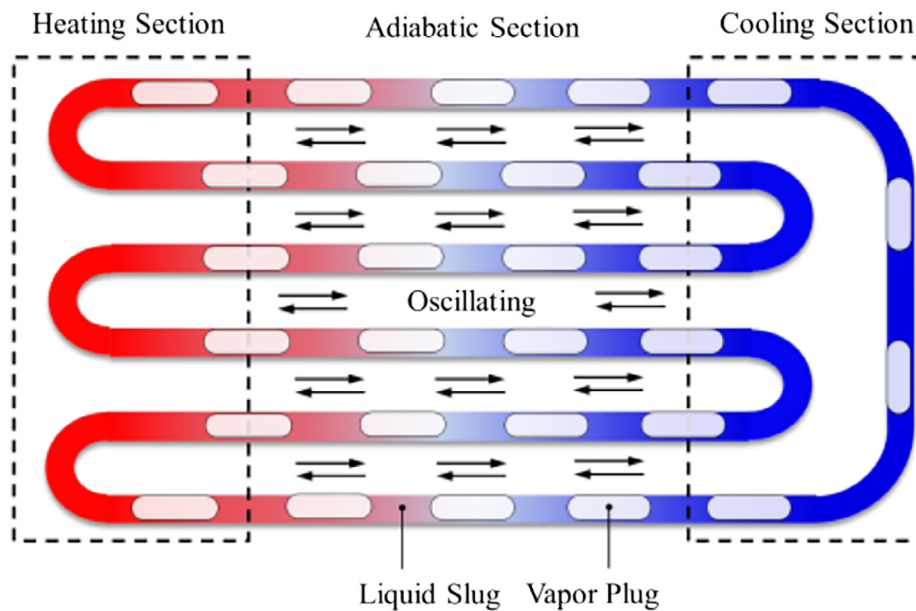 Heating Section
Adiabatic Section
Cooling Section
Oscillating
Liquid Slug
Vapor Plug